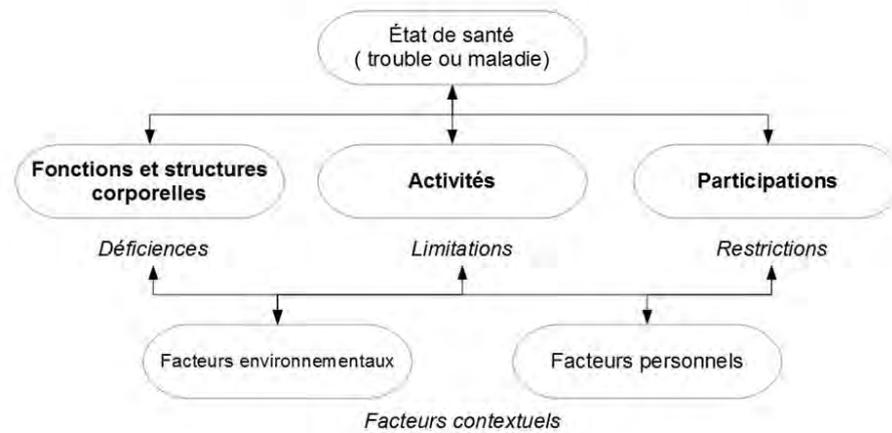 État de santé
( trouble ou maladie)
Fonctions et structures
corporelles
Activités
Participations
Déficiences
Limitations
Restrictions
Facteurs environnementaux
Facteurs personnels
Facteurs contextuels